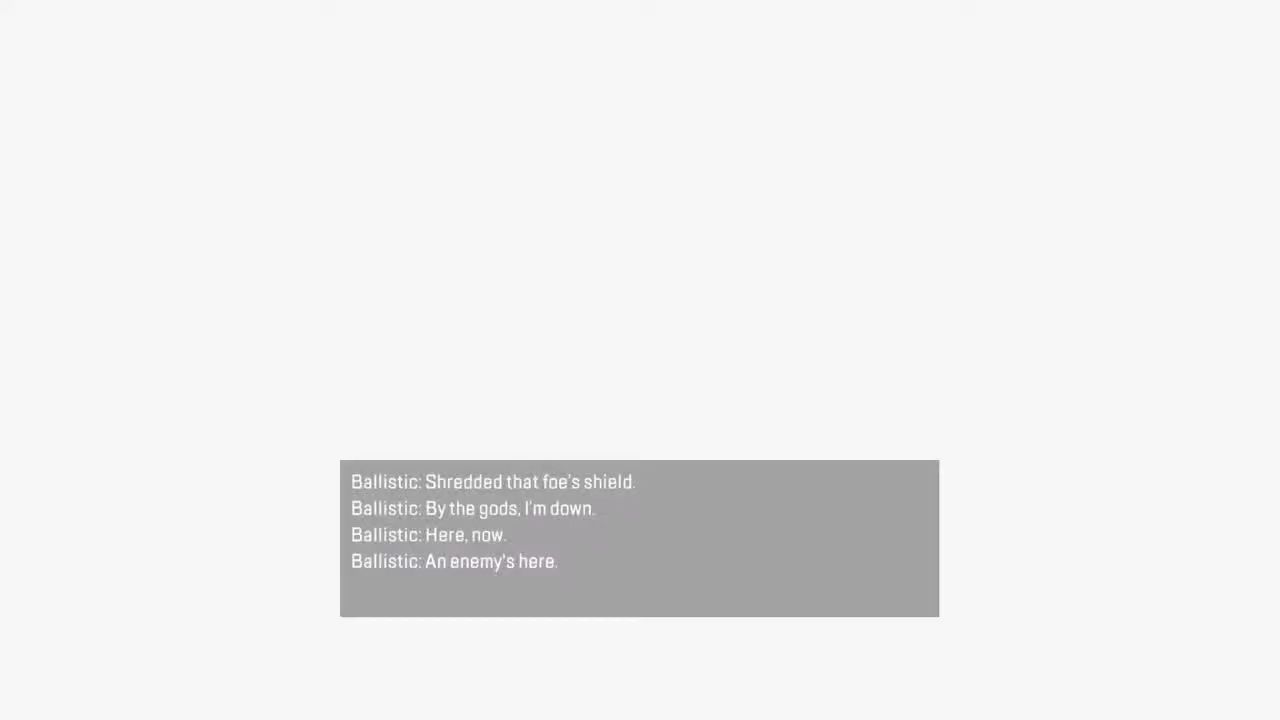 Ballistic: Shredded that foe's shield.
Ballistic: By the gods, I'm down.
Ballistic: Here, now.
Ballistic: An enemy's here.